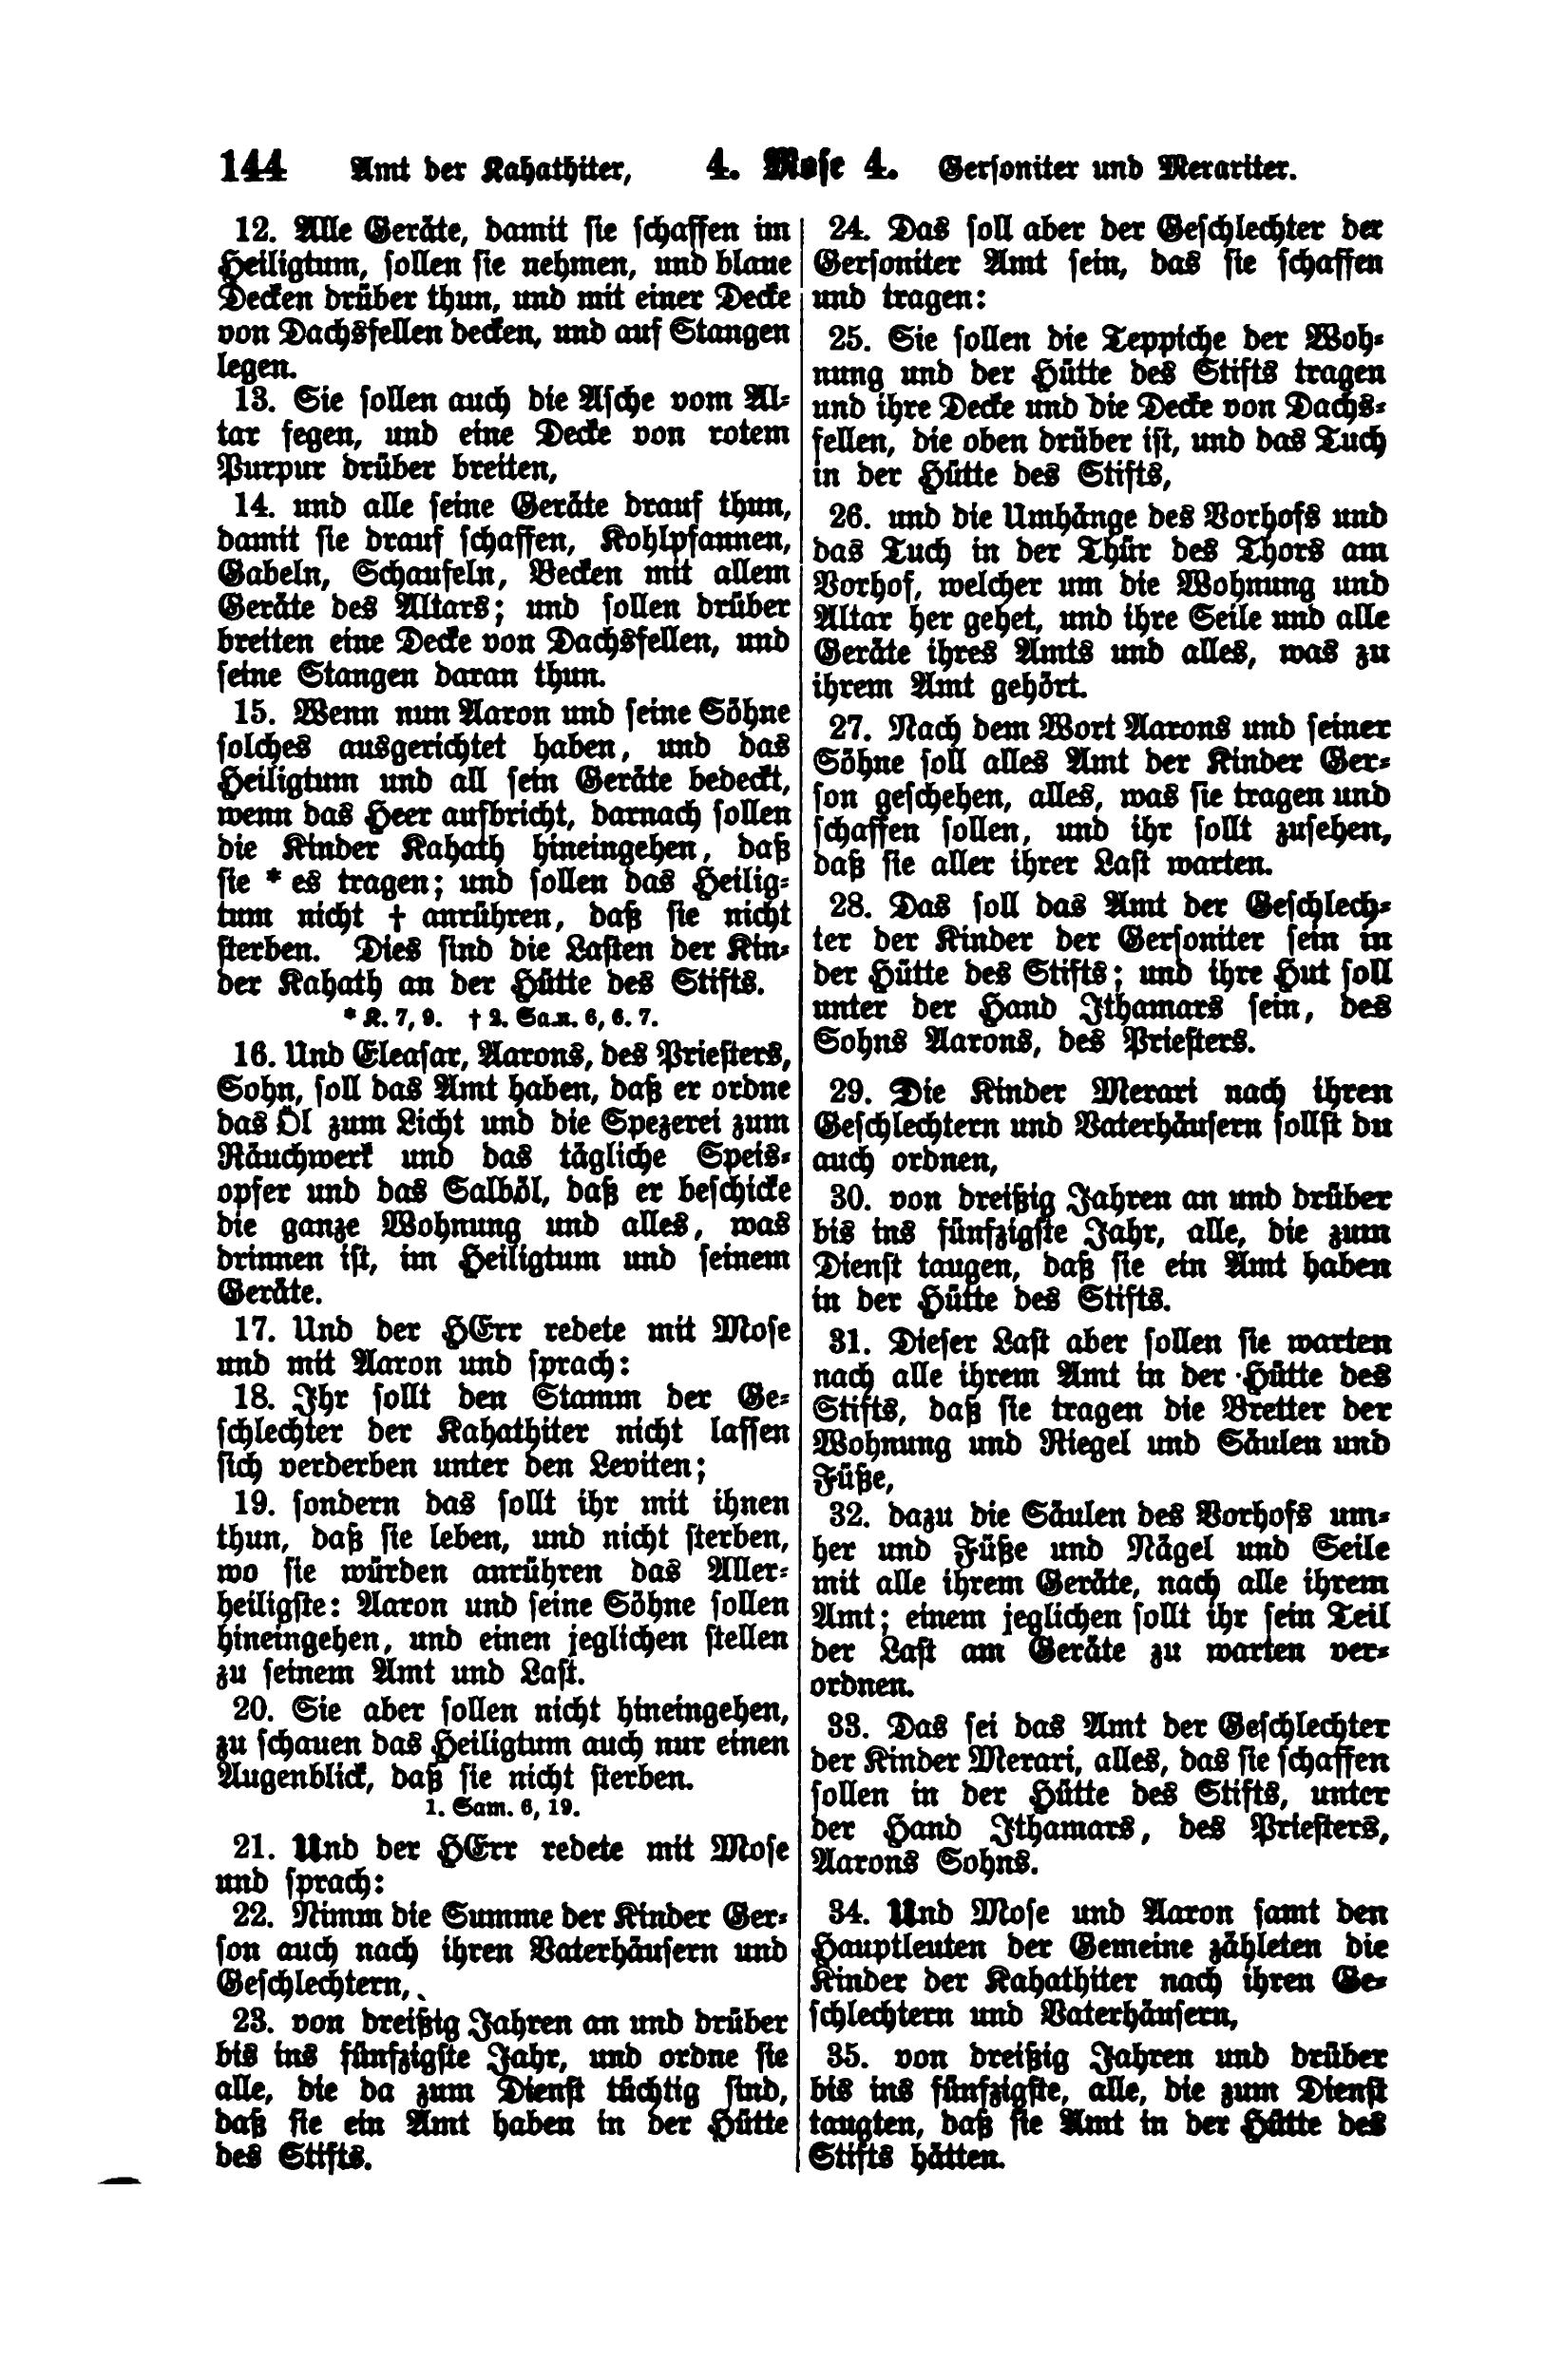 144 Amt der Kahathiter, 4. Mose 4. Gersoniter und Merariter.
12. Alle Geräte, damit sie schaffen im
Heiligtum, sollen sie nehmen, und blaue
Decken drüber thun, und mit einer Decke
von Dachsfellen decken, und auf Stangen
legen.
13. Sie sollen auch die Asche vom Al-
tar fegen, und eine Decke von rotem
Purpur drüber breiten,
14. und alle seine Geräte drauf thun,
damit sie drauf schaffen, Kohlpfannen,
Gabeln, Schaufeln, Becken mit allem
Geräte des Altars; und sollen drüber
breiten eine Decke von Dachsfellen, und
seine Stangen daran thun.
15. Wenn nun Aaron und seine Söhne
solches ausgerichtet haben, und das
Heiligtum und all sein Geräte bedeckt,
wenn das Heer aufbricht, darnach sollen
die Kinder Kahath hineingehen, daß
sie * es tragen; und sollen das Heilig-
tum nicht † anrühren, daß sie nicht
sterben. Dies sind die Lasten der Kin-
der Kahath an der Hütte des Stifts.
* K. 7, 9. † 2. Sam. 6, 6. 7.
16. Und Eleasar, Aarons, des Priesters,
Sohn, soll das Amt haben, daß er ordne
das Öl zum Licht und die Spezerei zum
Räuchwerk und das tägliche Speis-
opfer und das Salböl, daß er beschicke
die ganze Wohnung und alles, was
drinnen ist, im Heiligtum und seinem
Geräte.
17. Und der HErr redete mit Mose
und mit Aaron und sprach:
18. Ihr sollt den Stamm der Ge-
schlechter der Kahathiter nicht lassen
sich verderben unter den Leviten;
19. sondern das sollt ihr mit ihnen
thun, daß sie leben, und nicht sterben,
wo sie würden anrühren das Aller-
heiligste: Aaron und seine Söhne sollen
hineingehen, und einen jeglichen stellen
zu seinem Amt und Last.
20. Sie aber sollen nicht hineingehen,
zu schauen das Heiligtum auch nur einen
Augenblick, daß sie nicht sterben.
1. Sam. 6, 19.
21. Und der HErr redete mit Mose
und sprach:
22. Nimm die Summe der Kinder Ger-
son auch nach ihren Vaterhäusern und
Geschlechtern,
23. von dreißig Jahren an und drüber
bis ins fünfzigste Jahr, und ordne sie
alle, die da zum Dienst tüchtig sind,
daß sie ein Amt haben in der Hütte
des Stifts.
24. Das soll aber der Geschlechter der
Gersoniter Amt sein, das sie schaffen
und tragen:
25. Sie sollen die Teppiche der Woh-
nung und der Hütte des Stifts tragen
und ihre Decke und die Decke von Dachs-
fellen, die oben drüber ist, und das Tuch
in der Hütte des Stifts,
26. und die Umhänge des Vorhofs und
das Tuch in der Thür des Thors am
Vorhof, welcher um die Wohnung und
Altar her gehet, und ihre Seile und alle
Geräte ihres Amts und alles, was zu
ihrem Amt gehört.
27. Nach dem Wort Aarons und seiner
Söhne soll alles Amt der Kinder Ger-
son geschehen, alles, was sie tragen und
schaffen sollen, und ihr sollt zusehen,
daß sie aller ihrer Last warten.
28. Das soll das Amt der Geschlech-
ter der Kinder der Gersoniter sein in
der Hütte des Stifts; und ihre Hut soll
unter der Hand Ithamars sein, des
Sohns Aarons, des Priesters.
29. Die Kinder Merari nach ihren
Geschlechtern und Vaterhäusern sollst du
auch ordnen,
30. von dreißig Jahren an und drüber
bis ins fünfzigste Jahr, alle, die zum
Dienst taugen, daß sie ein Amt haben
in der Hütte des Stifts.
31. Dieser Last aber sollen sie warten
nach alle ihrem Amt in der Hütte des
Stifts, daß sie tragen die Bretter der
Wohnung und Riegel und Säulen und
Füße,
32. dazu die Säulen des Vorhofs um-
her und Füße und Nägel und Seile
mit alle ihrem Geräte, nach alle ihrem
Amt; einem jeglichen sollt ihr sein Teil
der Last am Geräte zu warten ver-
ordnen.
33. Das sei das Amt der Geschlechter
der Kinder Merari, alles, das sie schaffen
sollen in der Hütte des Stifts, unter
der Hand Ithamars, des Priesters,
Aarons Sohns.
34. Und Mose und Aaron samt den
Hauptleuten der Gemeine zähleten die
Kinder der Kahathiter nach ihren Ge-
schlechtern und Vaterhäusern,
35. von dreißig Jahren und drüber
bis ins fünfzigste, alle, die zum Dienst
taugten, daß sie Amt in der Hütte des
Stifts hätten.